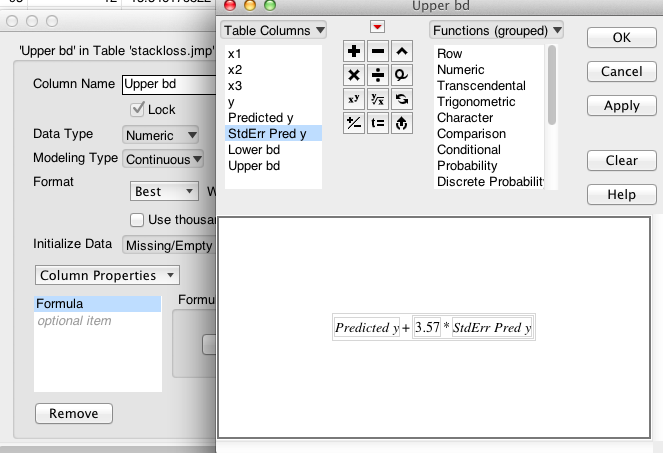 Upper bd
'Upper bd' in Table 'stackloss.jmp'
Column Name Upper bd
Lock
Data Type Numeric
Modeling Type Continuous
Format
Best
Use thousa
Initialize Data Missing/Empty
Column Properties
Formula
optional item
Formu
Remove
Table Columns
x1
x2
x3
y
Predicted y
StdErr Pred y
Lower bd
Upper bd
Functions (grouped)
Row
Numeric
Transcendental
Trigonometric
Character
Comparison
Conditional
Probability
Discrete Probabilit
OK
Cancel
Apply
Clear
Help
Predicted y + 3.57 * StdErr Pred y